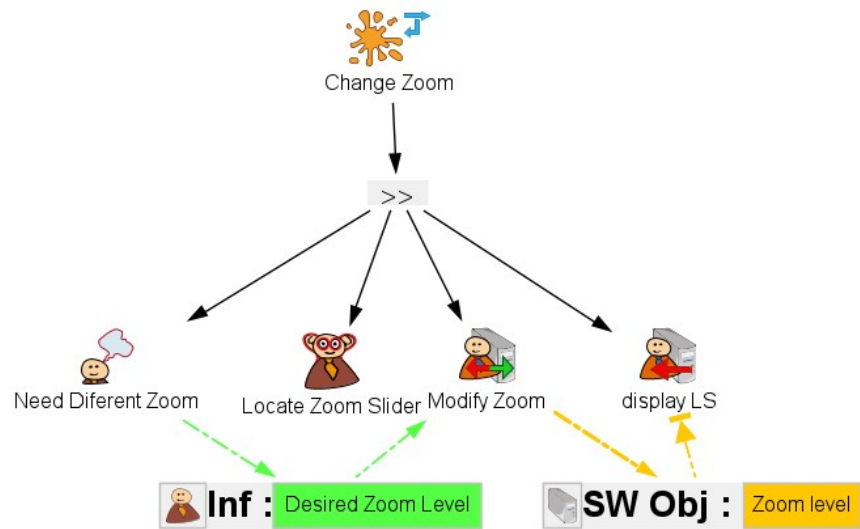 Change Zoom
>>
Need Diferent Zoom
Locate Zoom Slider
Modify Zoom
display LS
Inf : Desired Zoom Level
SW Obj : Zoom level